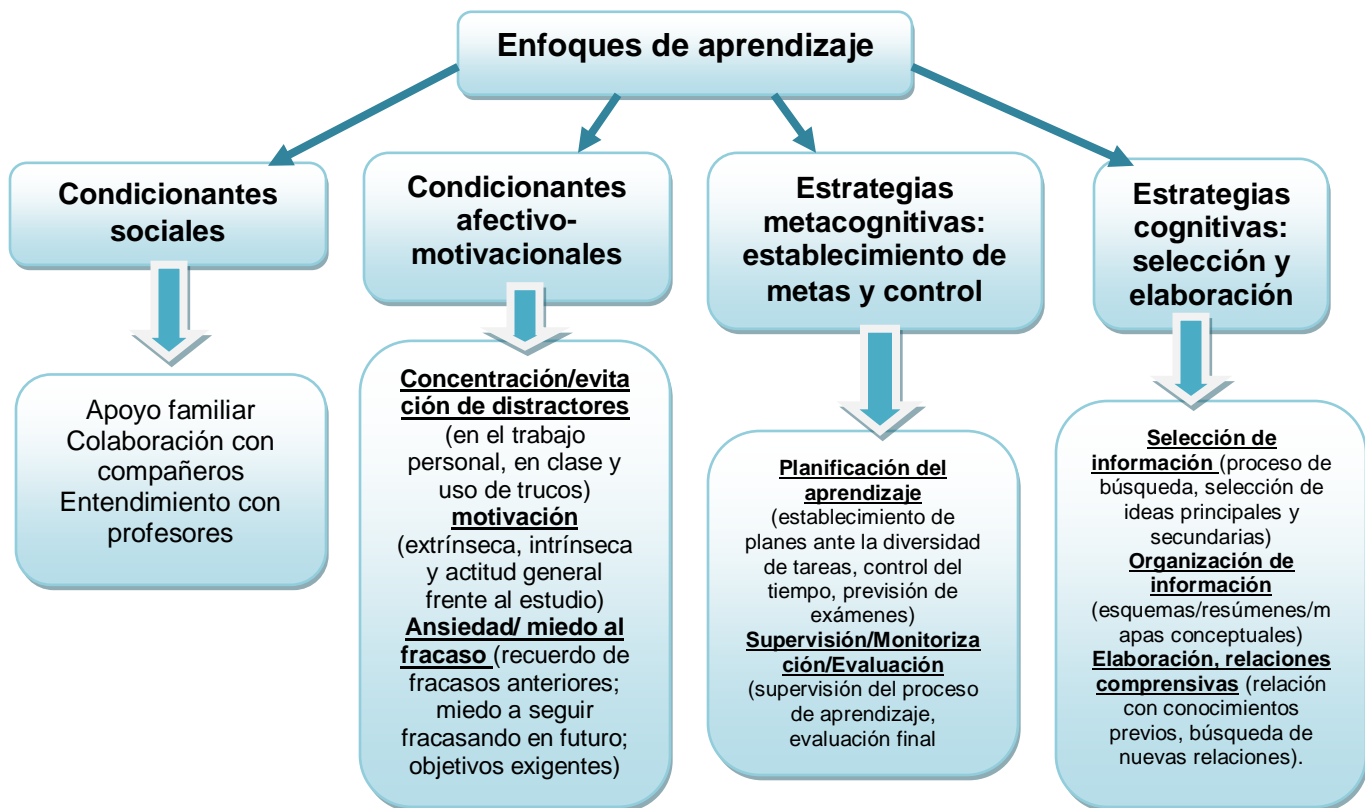 Enfoques de aprendizaje
Condicionantes
sociales
Condicionantes
afectivo-
motivacionales
Estrategias
metacognitivas:
establecimiento de
metas y control
Estrategias
cognitivas:
selección y
elaboración
Apoyo familiar
Colaboración con
compañeros
Entendimiento con
profesores
Concentración/evita
ción de distractores
(en el trabajo
personal, en clase y
uso de trucos)
motivación
(extrínseca, intrínseca
y actitud general
frente al estudio)
Ansiedad/ miedo al
fracaso (recuerdo de
fracasos anteriores;
miedo a seguir
fracasando en futuro;
objetivos exigentes)
Planificación del
aprendizaje
(establecimiento de
planes ante la diversidad
de tareas, control del
tiempo, previsión de
exámenes)
Supervisión/Monitoriza
ción/Evaluación
(supervisión del proceso
de aprendizaje,
evaluación final
Selección de
información (proceso de
búsqueda, selección de
ideas principales y
secundarias)
Organización de
información
(esquemas/resúmenes/m
apas conceptuales)
Elaboración, relaciones
comprensivas (relación
con conocimientos
previos, búsqueda de
nuevas relaciones).